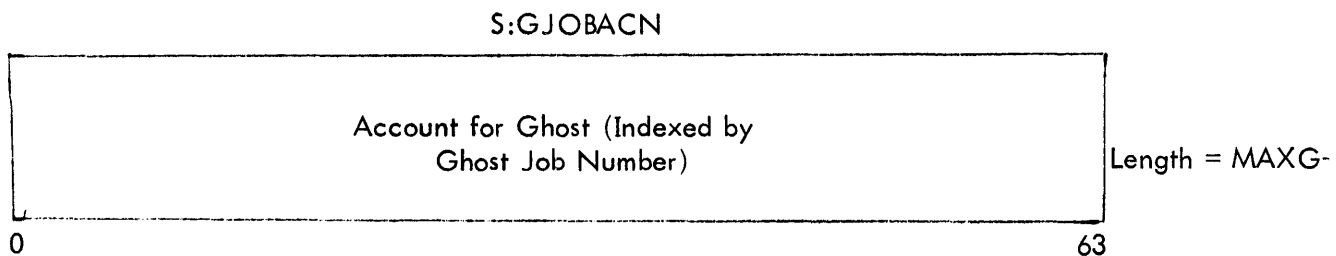 S:GJOBACN
Account for Ghost (Indexed by
Ghost Job Number)
Length = MAXG-
0
63